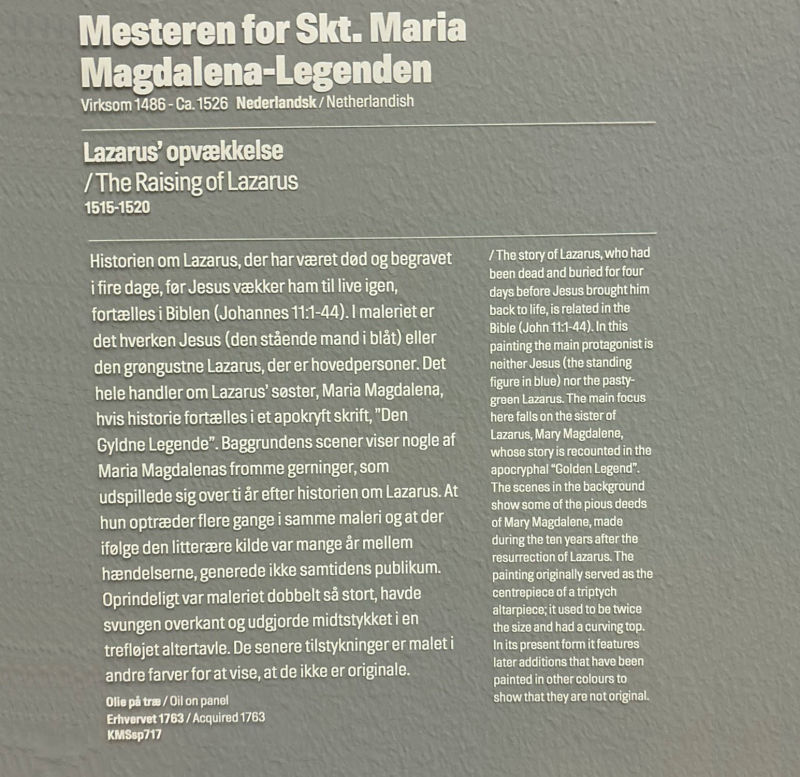 Mesteren for Skt. Maria
Magdalena-Legenden
Virksom 1486 - Ca. 1526 Nederlandsk / Netherlandish
Lazarus' opvækkelse
/ The Raising of Lazarus
1515-1520
Historien om Lazarus, der har været død og begravet
i fire dage, før Jesus vækker ham til live igen,
fortælles i Biblen (Johannes 11:1-44). I maleriet er
det hverken Jesus (den stående mand i blåt) eller
den grøngustne Lazarus, der er hovedpersoner. Det
hele handler om Lazarus' søster, Maria Magdalena,
hvis historie fortælles i et apokryft skrift, "Den
Gyldne Legende". Baggrundens scener viser nogle af
Maria Magdalenas fromme gerninger, som
udspillede sig over ti år efter historien om Lazarus. At
hun optræder flere gange i samme maleri og at der
ifølge den litterære kilde var mange år mellem
hændelserne, generede ikke samtidens publikum.
Oprindeligt var maleriet dobbelt så stort, havde
svungen overkant og udgjorde midtstykket i en
trefløjet altertavle. De senere tilstykninger er malet i
andre farver for at vise, at de ikke er originale.
Olie på træ / Oil on panel
Erhvervet 1763 / Acquired 1763
KMSsp717
/ The story of Lazarus, who had
been dead and buried for four
days before Jesus brought him
back to life, is related in the
Bible (John 11:1-44). In this
painting the main protagonist is
neither Jesus (the standing
figure in blue) nor the pasty-
green Lazarus. The main focus
here falls on the sister of
Lazarus, Mary Magdalene,
whose story is recounted in the
apocryphal "Golden Legend".
The scenes in the background
show some of the pious deeds
of Mary Magdalene, made
during the ten years after the
resurrection of Lazarus. The
painting originally served as the
centrepiece of a triptych
altarpiece; it used to be twice
the size and had a curving top.
In its present form it features
later additions that have been
painted in other colours to
show that they are not original.